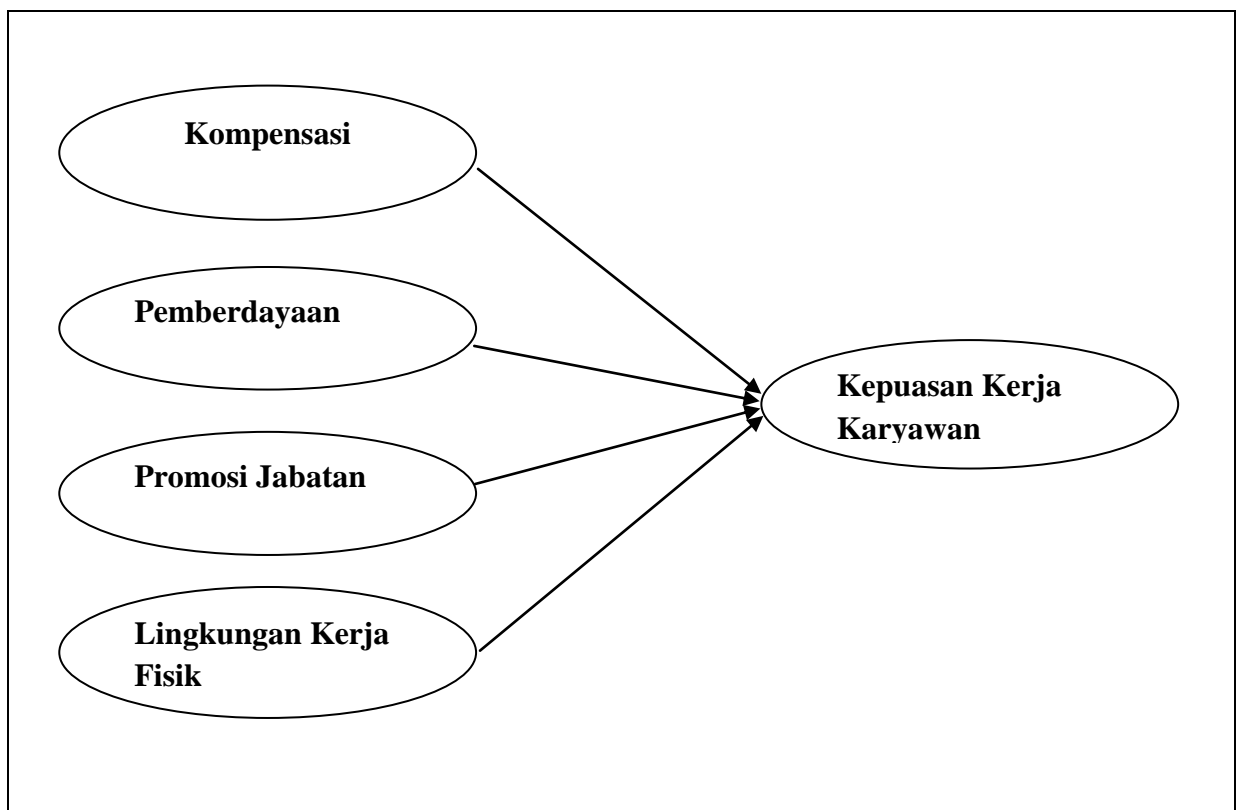 Kompensasi
Pemberdayaan
Promosi Jabatan
Lingkungan Kerja
Fisik
Kepuasan Kerja
Karyawan